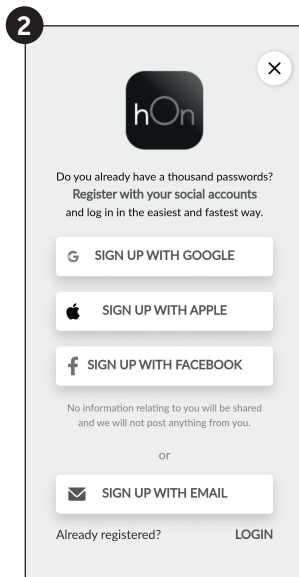 2
hOn
Do you already have a thousand passwords?
Register with your social accounts
and log in in the easiest and fastest way.
G SIGN UP WITH GOOGLE
SIGN UP WITH APPLE
f SIGN UP WITH FACEBOOK
No information relating to you will be shared
and we will not post anything from you.
or
SIGN UP WITH EMAIL
Already registered? LOGIN